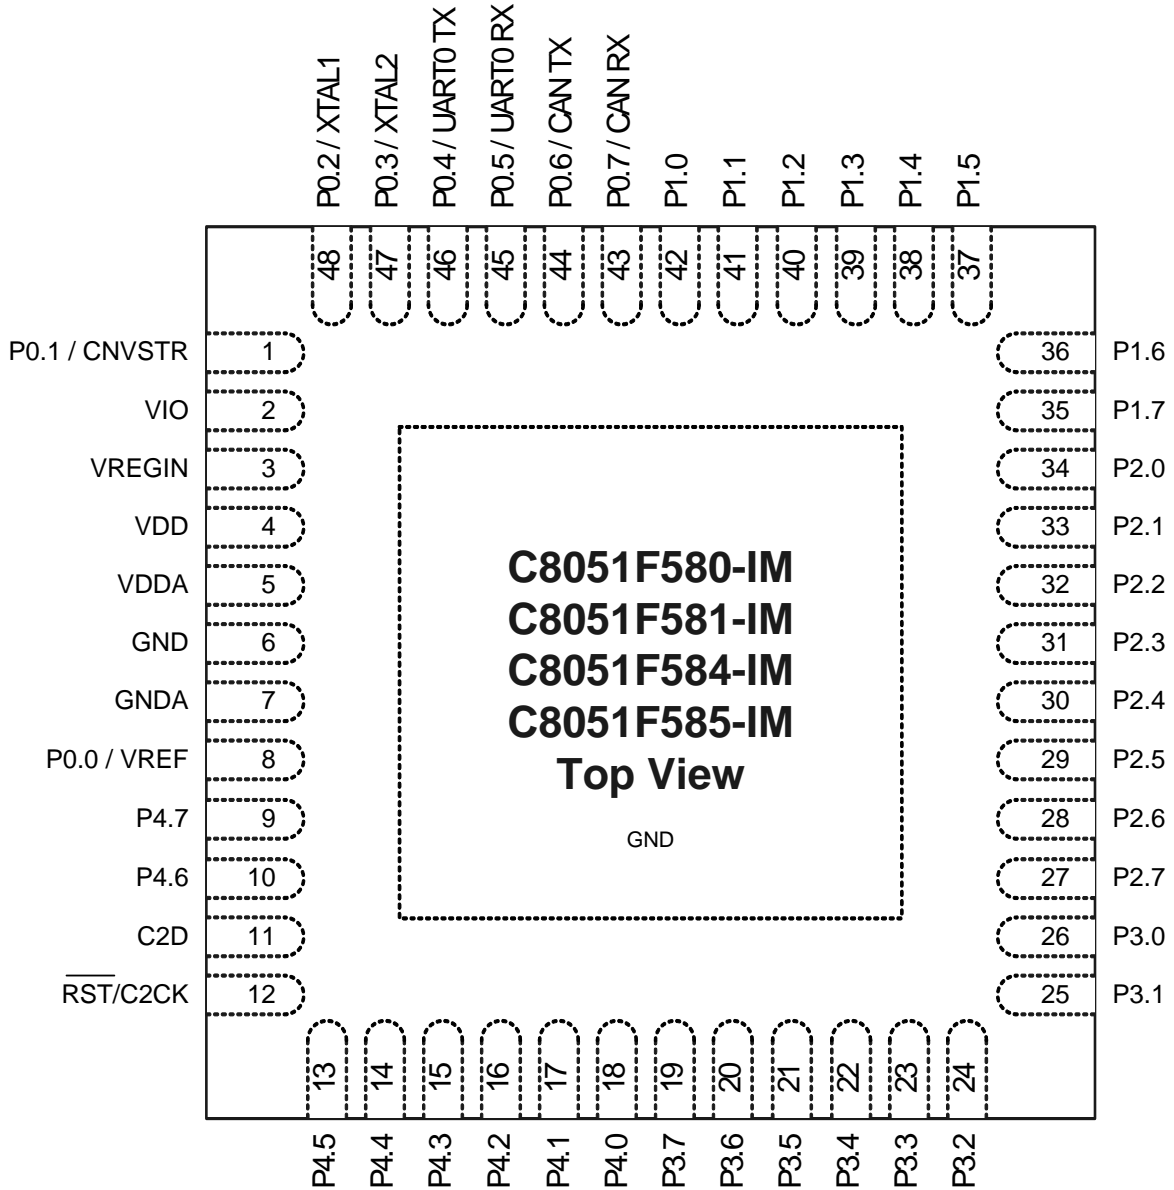 P0.2 / XTAL1
P0.3 / XTAL2
P0.4 / UART0 TX
P0.5 / UART0 RX
P0.6 / CAN TX
P0.7 / CAN RX
P1.0
P1.1
P1.2
P1.3
P1.4
P1.5
48
47
46
45
44
43
42
41
40
39
38
37
P0.1 / CNVSTR 1
VIO 2
VREGIN 3
VDD 4
VDDA 5
GND 6
GNDA 7
P0.0 / VREF 8
P4.7 9
P4.6 10
C2D 11
RST/C2CK 12
C8051F580-IM
C8051F581-IM
C8051F584-IM
C8051F585-IM
Top View
GND
36 P1.6
35 P1.7
34 P2.0
33 P2.1
32 P2.2
31 P2.3
30 P2.4
29 P2.5
28 P2.6
27 P2.7
26 P3.0
25 P3.1
13
14
15
16
17
18
19
20
21
22
23
24
P4.5
P4.4
P4.3
P4.2
P4.1
P4.0
P3.7
P3.6
P3.5
P3.4
P3.3
P3.2